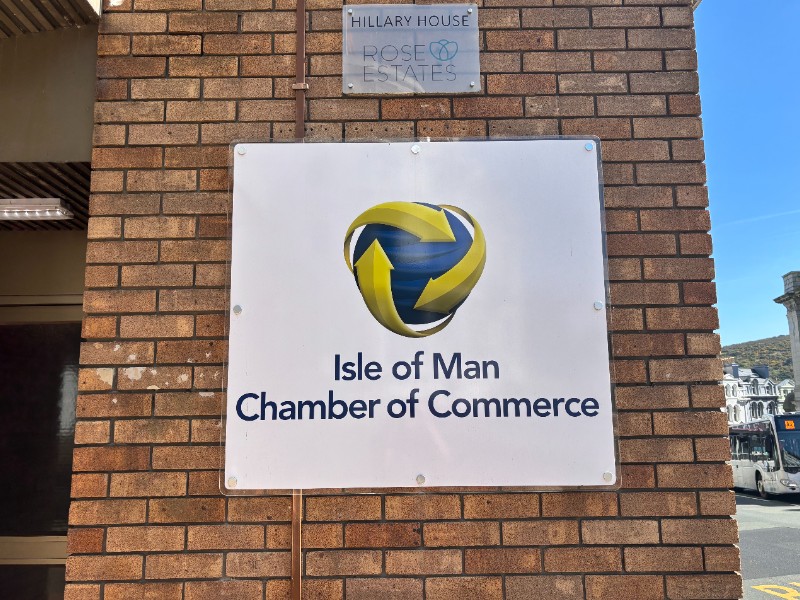 HILLARY HOUSE
ROSE
ESTATES
Isle of Man
Chamber of Commerce